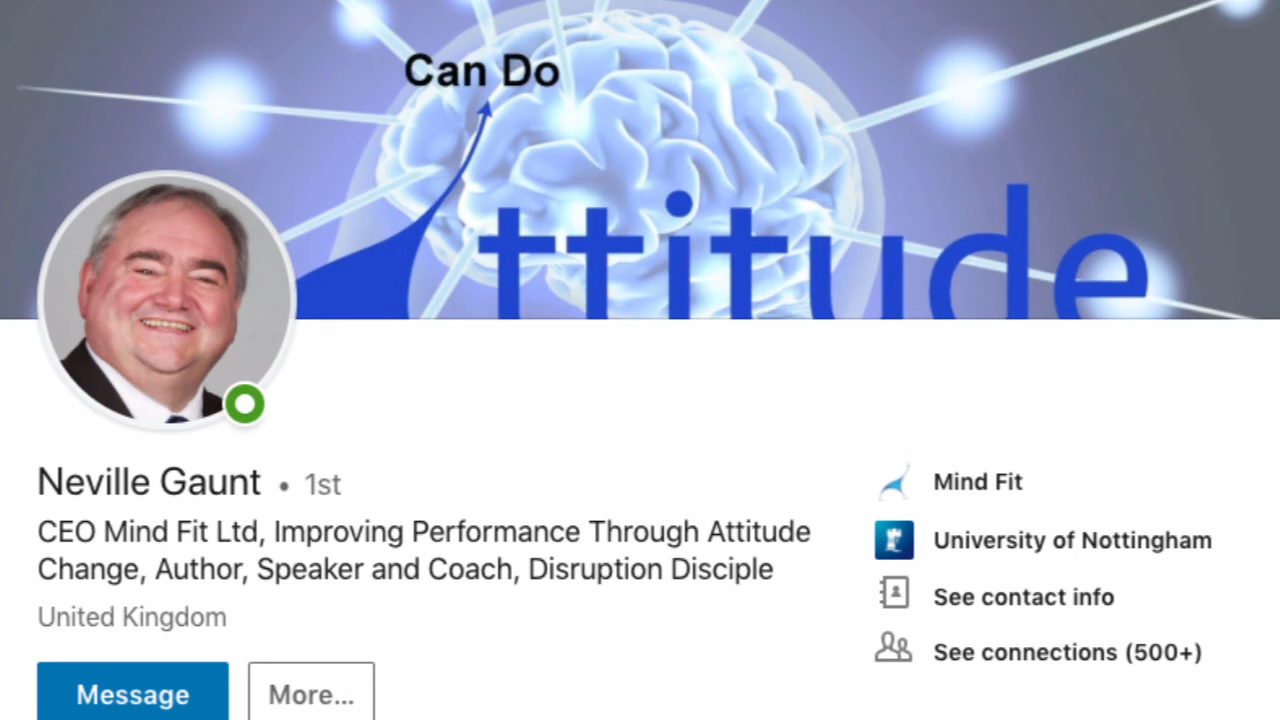 Can Do
Attitude
Neville Gaunt • 1st
CEO Mind Fit Ltd, Improving Performance Through Attitude
Change, Author, Speaker and Coach, Disruption Disciple
United Kingdom
Message
More...
Mind Fit
University of Nottingham
See contact info
See connections (500+)